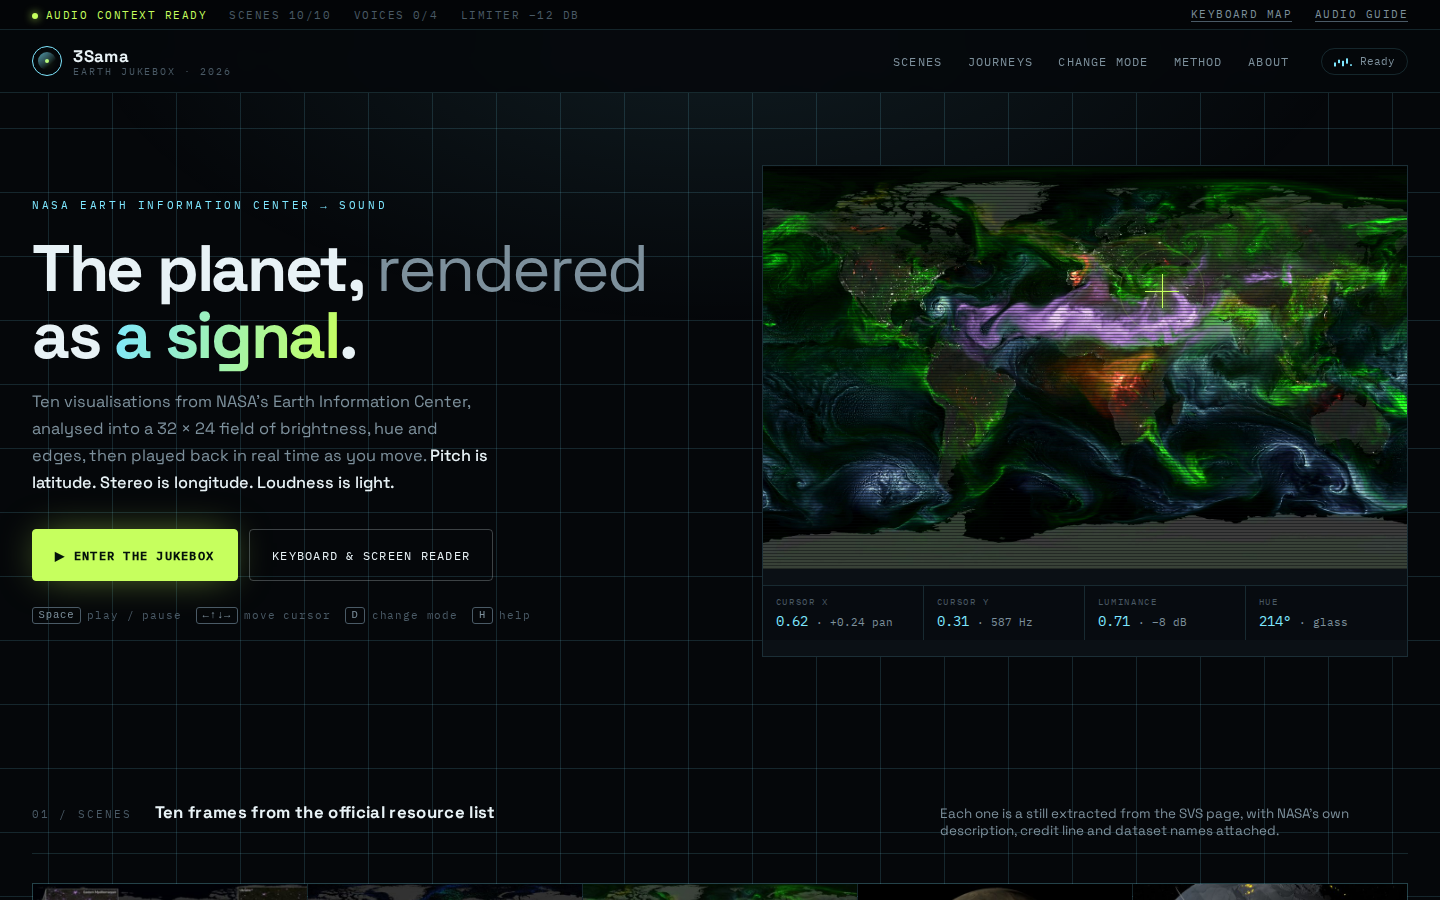 AUDIO CONTEXT READY SCENES 10/10 VOICES 0/4 LIMITER −12 DB KEYBOARD MAP AUDIO GUIDE
3Sama
EARTH JUKEBOX · 2026
SCENES JOURNEYS CHANGE MODE METHOD ABOUT Ready
NASA EARTH INFORMATION CENTER → SOUND
The planet, rendered
as a signal.
Ten visualisations from NASA's Earth Information Center,
analysed into a 32 × 24 field of brightness, hue and
edges, then played back in real time as you move. Pitch is
latitude. Stereo is longitude. Loudness is light.
▶ ENTER THE JUKEBOX KEYBOARD & SCREEN READER
Space play / pause ←↑↓→ move cursor D change mode H help
CURSOR X CURSOR Y LUMINANCE HUE
0.62 · +0.24 pan 0.31 · 587 Hz 0.71 · −8 dB 214° · glass
01 / SCENES Ten frames from the official resource list
Each one is a still extracted from the SVS page, with NASA's own
description, credit line and dataset names attached.